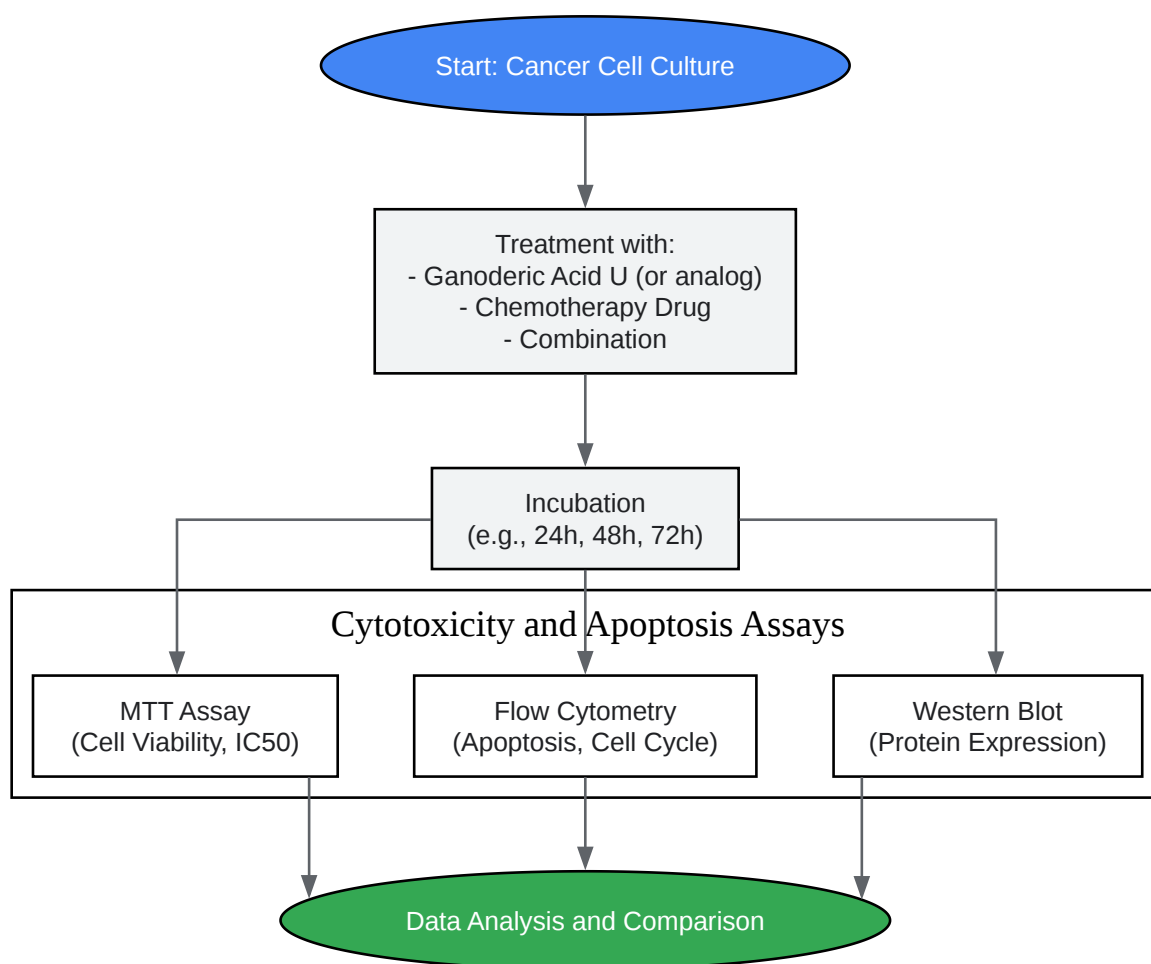 Start: Cancer Cell Culture
Treatment with:
- Ganoderic Acid U (or analog)
- Chemotherapy Drug
- Combination
Incubation
(e.g., 24h, 48h, 72h)
Cytotoxicity and Apoptosis Assays
MTT Assay
(Cell Viability, IC50)
Flow Cytometry
(Apoptosis, Cell Cycle)
Western Blot
(Protein Expression)
Data Analysis and Comparison